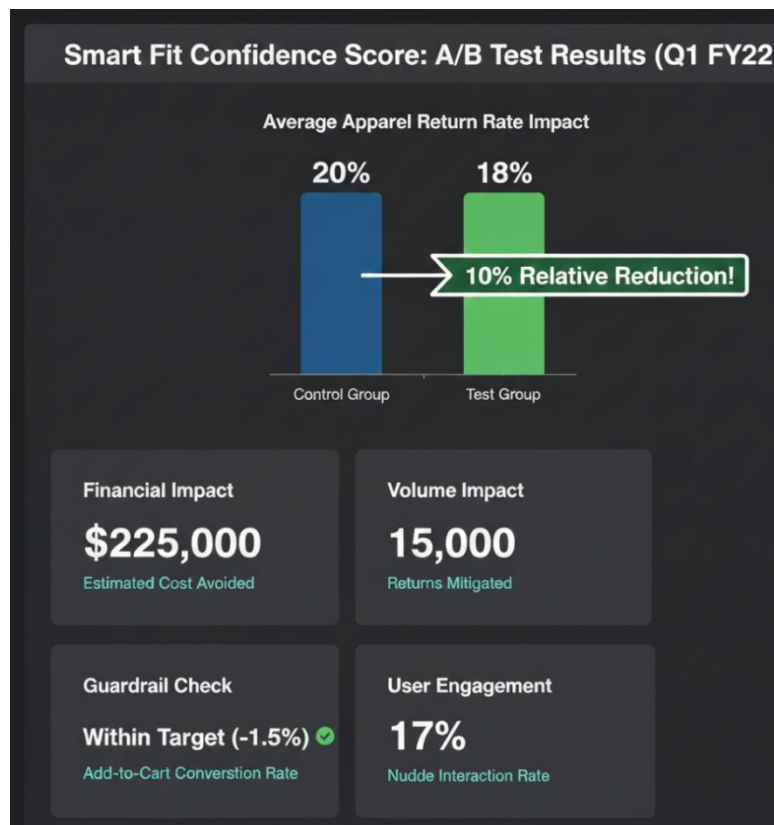 Smart Fit Confidence Score: A/B Test Results (Q1 FY22
Average Apparel Return Rate Impact
20%
18%
10% Relative Reduction!
Control Group
Test Group
Financial Impact
$225,000
Estimated Cost Avoided
Volume Impact
15,000
Returns Mitigated
Guardrail Check
Within Target (-1.5%)
Add-to-Cart Converstion Rate
User Engagement
17%
Nudde Interaction Rate